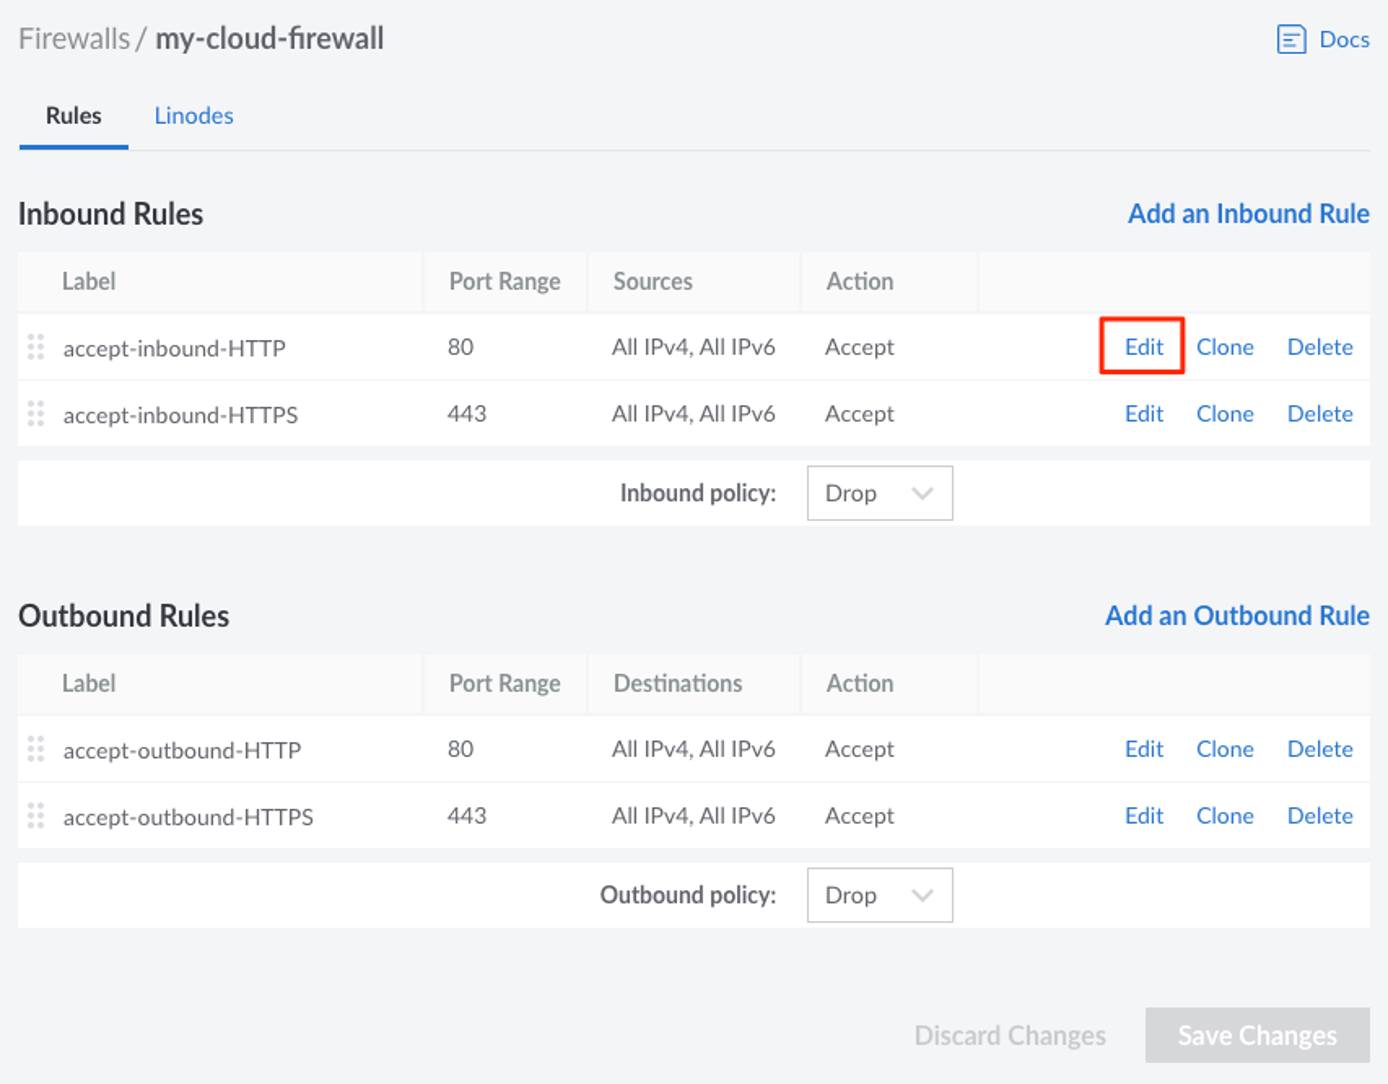 Firewalls / my-cloud-firewall Docs
Rules Linodes
Inbound Rules Add an Inbound Rule
Label Port Range Sources Action
accept-inbound-HTTP 80 All IPv4, All IPv6 Accept Edit Clone Delete
accept-inbound-HTTPS 443 All IPv4, All IPv6 Accept Edit Clone Delete
Inbound policy: Drop
Outbound Rules Add an Outbound Rule
Label Port Range Destinations Action
accept-outbound-HTTP 80 All IPv4, All IPv6 Accept Edit Clone Delete
accept-outbound-HTTPS 443 All IPv4, All IPv6 Accept Edit Clone Delete
Outbound policy: Drop
Discard Changes Save Changes